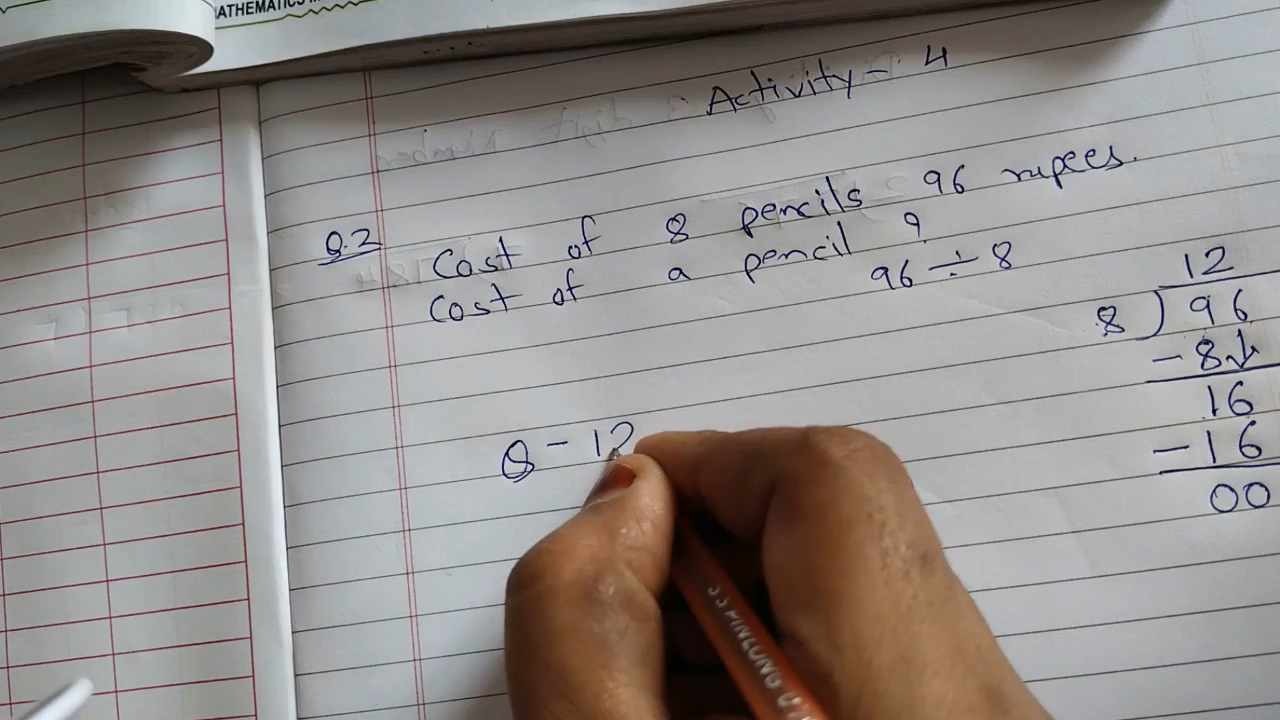 MATHEMATICS
Activity - 4
Q.2 Cost of 8 pencils 96 rupees.
Cost of a pencil ?
96 ÷ 8
12
8 ) 96
- 8↓
16
- 16
00
Q - 12